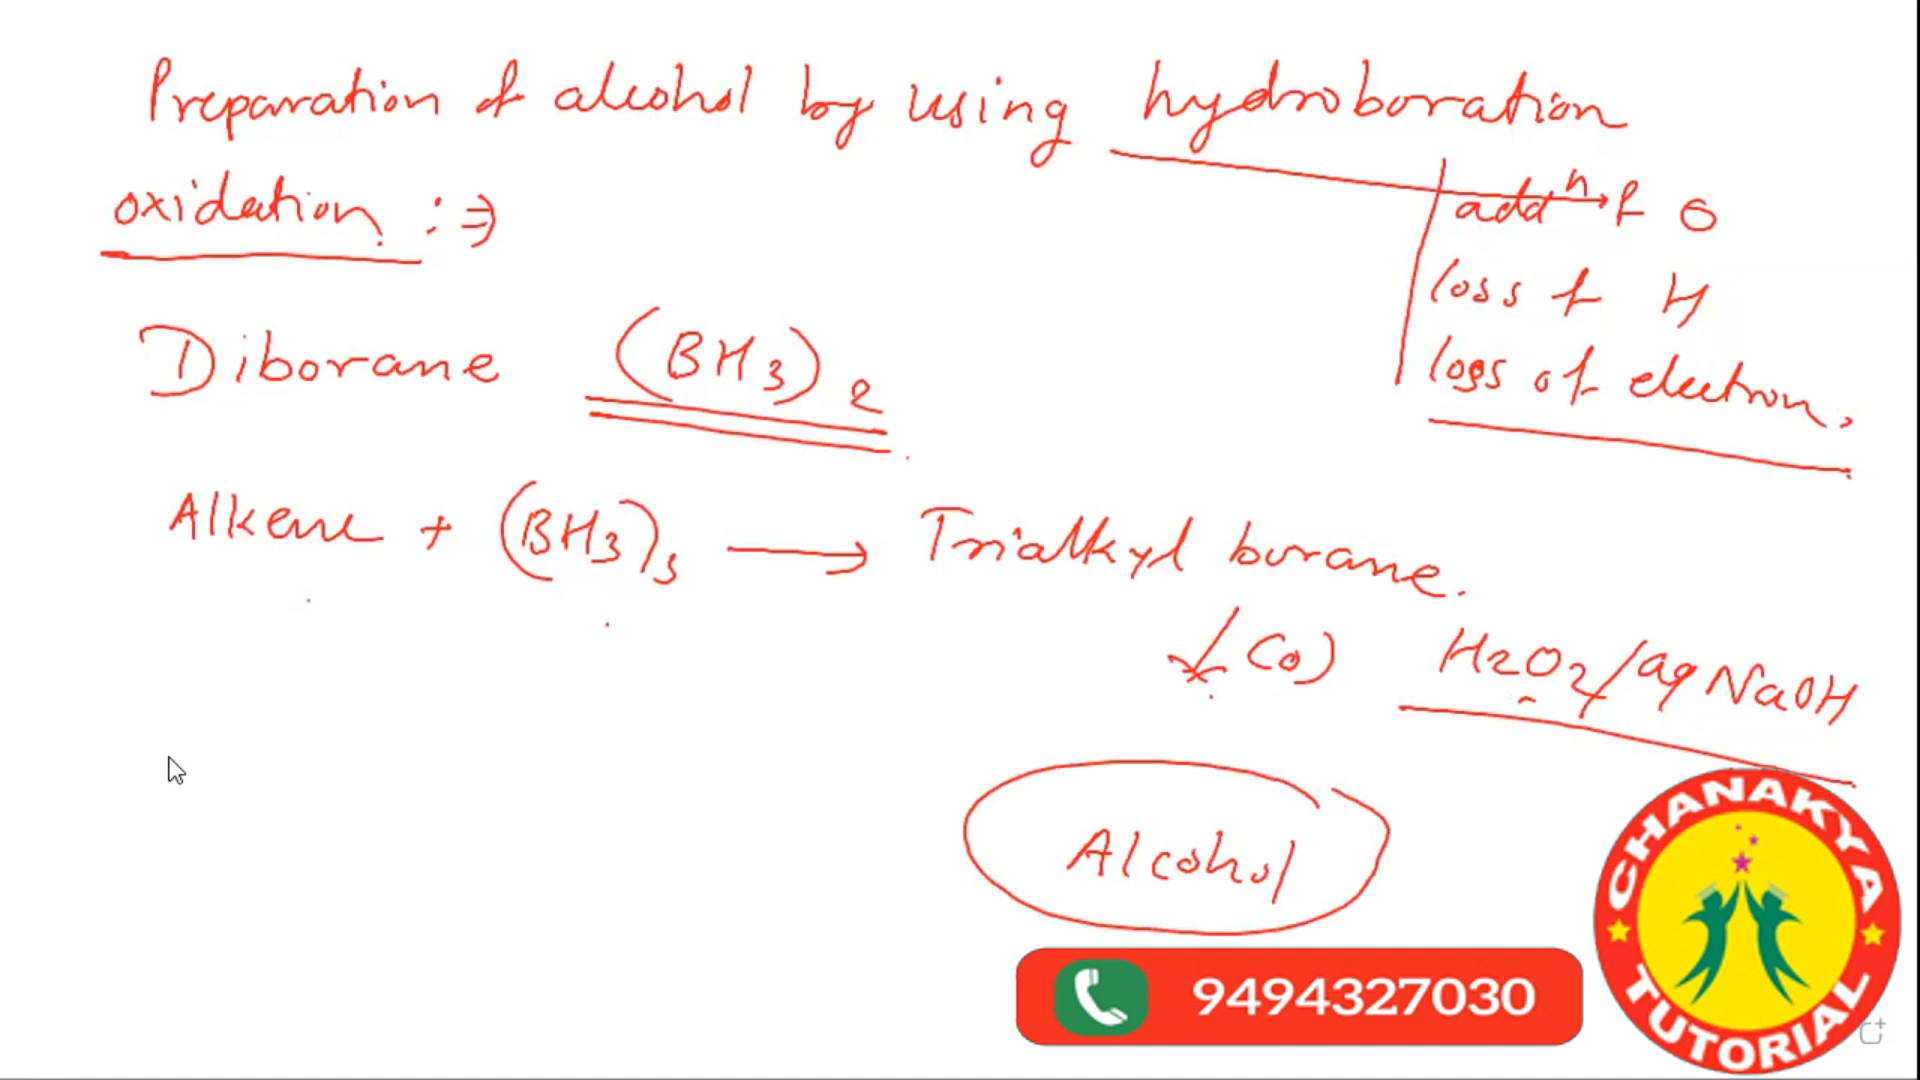 Preparation of alcohol by using hydroboration
oxidation :⇒
addⁿ of O
loss of H
loss of electron.
Diborane (BH3)2
Alkene + (BH3)3 ⟶ Trialkyl borane.
↓ (o) H2O2/aq NaOH
Alcohol
9494327030
CHANAKYA
TUTORIAL